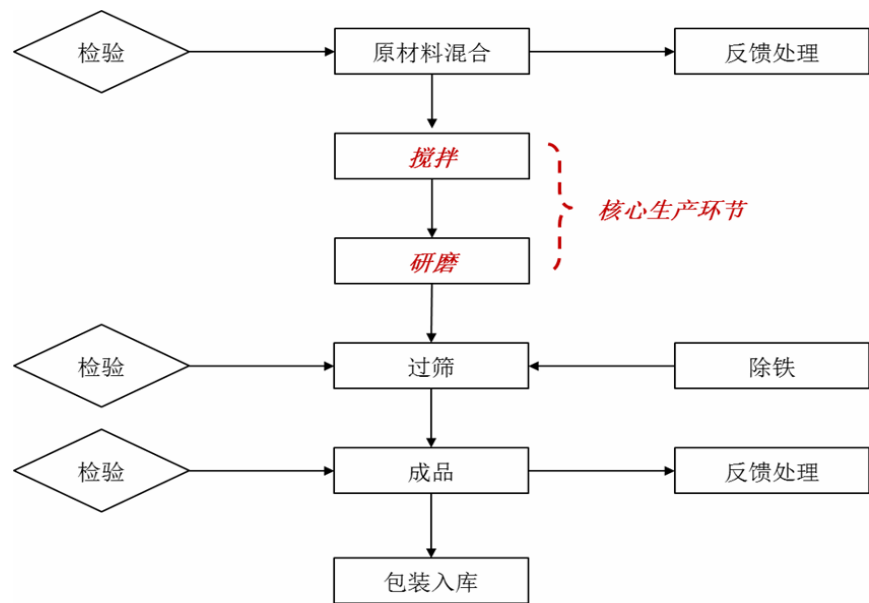 检验
原材料混合
反馈处理
搅拌
核心生产环节
研磨
检验
过筛
除铁
检验
成品
反馈处理
包装入库